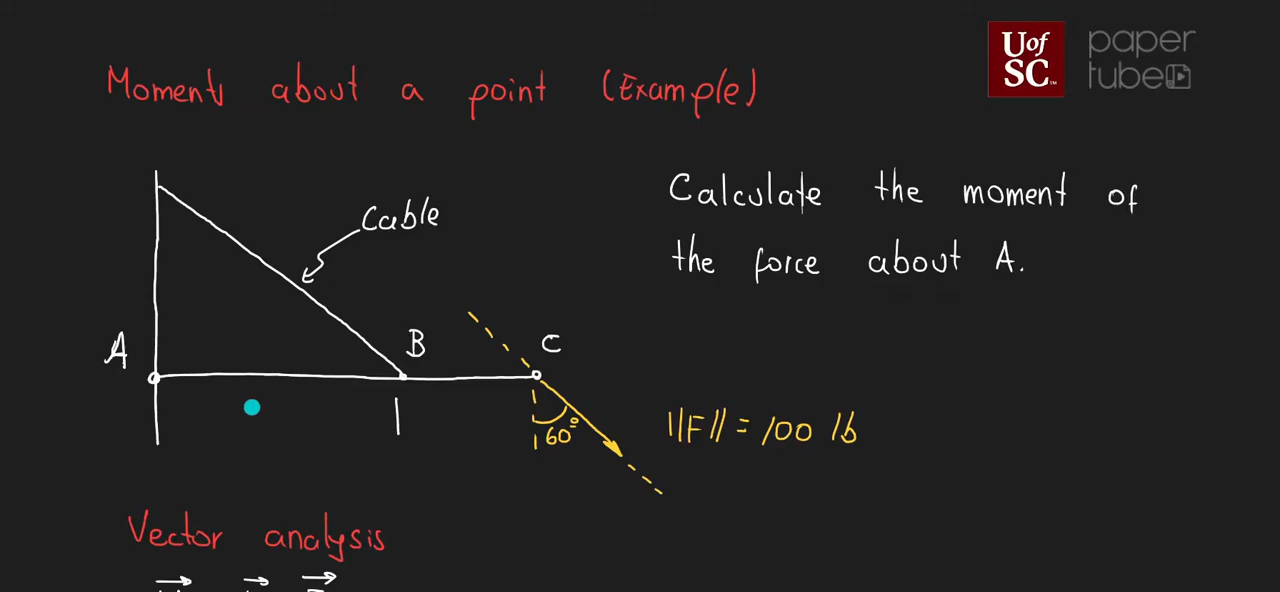 UofSC
paper
tube
Moments about a point (Example)
Calculate the moment of
the force about A.
Cable
A
B
C
60°
||F|| = 100 lb
Vector analysis